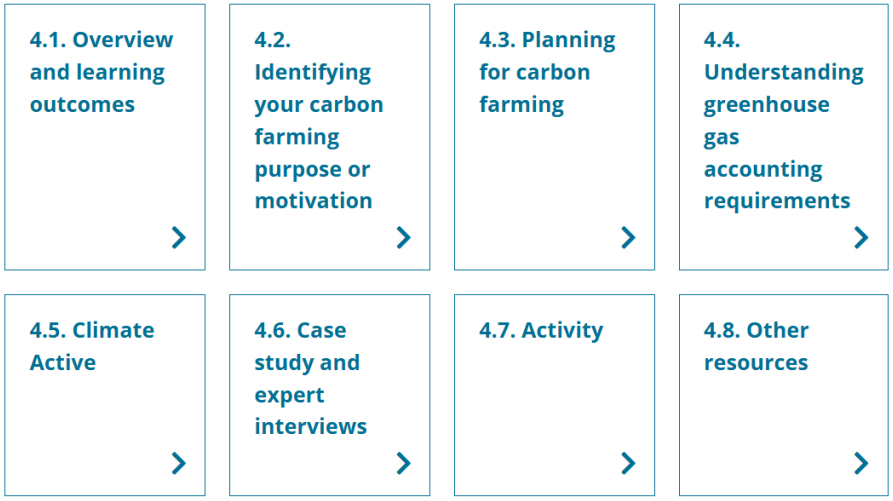 4.1. Overview
and learning
outcomes
4.2.
Identifying
your carbon
farming
purpose or
motivation
4.3. Planning
for carbon
farming
4.4.
Understanding
greenhouse
gas
accounting
requirements
4.5. Climate
Active
4.6. Case
study and
expert
interviews
4.7. Activity
4.8. Other
resources